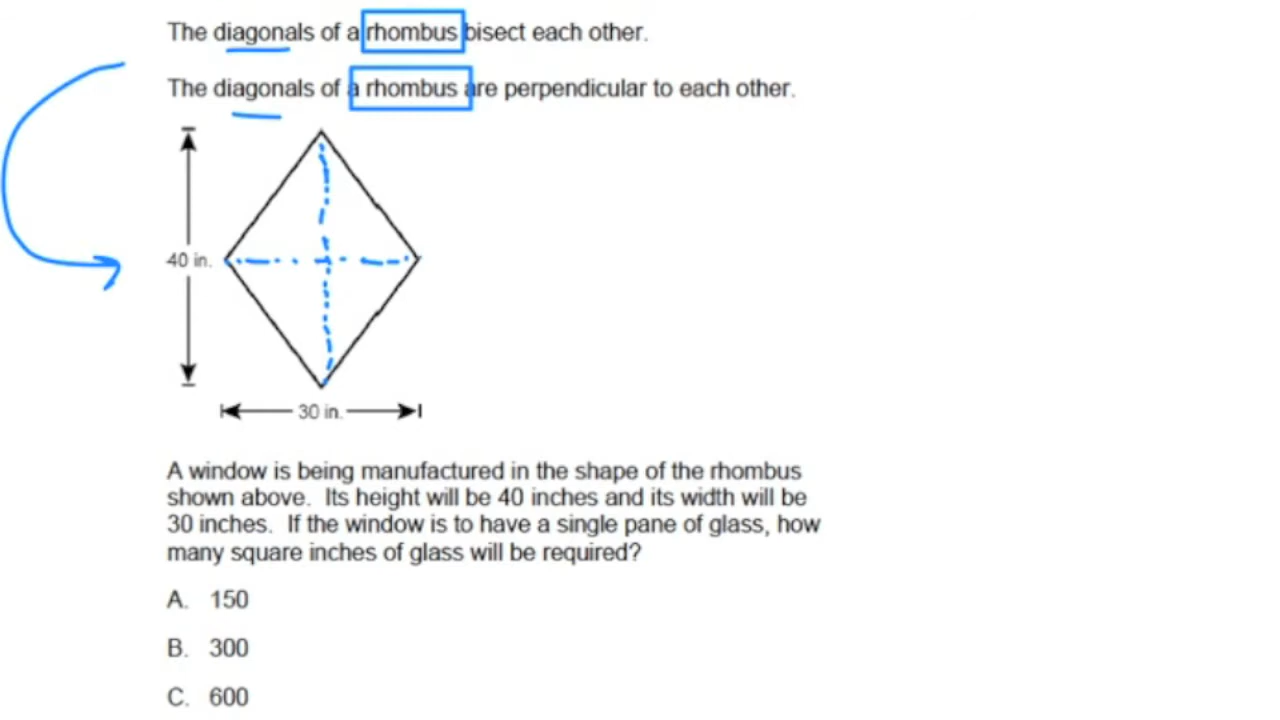 The diagonals of a rhombus bisect each other.
The diagonals of a rhombus are perpendicular to each other.
40 in.
30 in.
A window is being manufactured in the shape of the rhombus
shown above. Its height will be 40 inches and its width will be
30 inches. If the window is to have a single pane of glass, how
many square inches of glass will be required?
A. 150
B. 300
C. 600